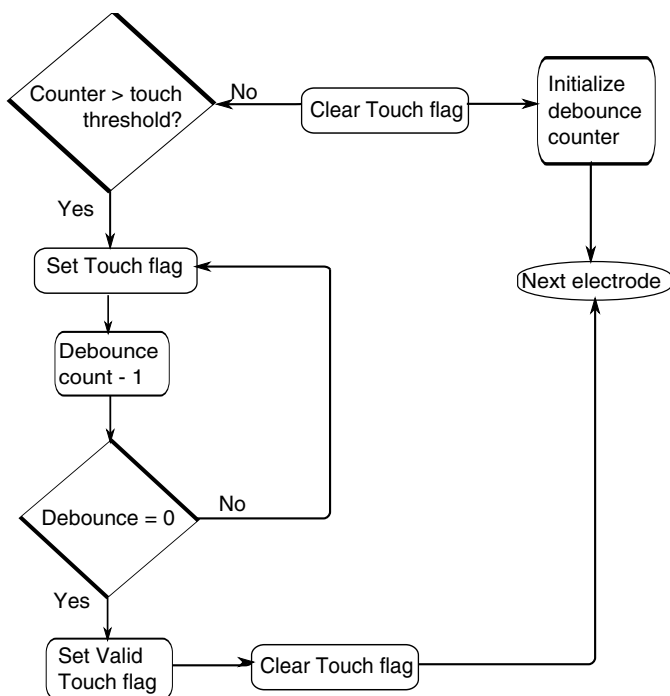 Counter > touch
threshold?
No
Clear Touch flag
Initialize
debounce
counter
Yes
Set Touch flag
Next electrode
Debounce
count - 1
Debounce = 0
No
Yes
Set Valid
Touch flag
Clear Touch flag